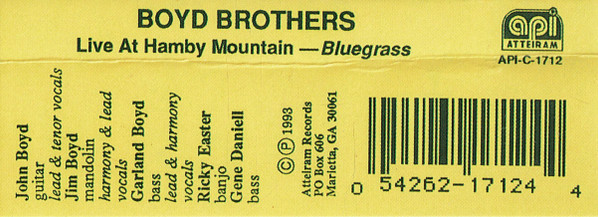 BOYD BROTHERS
Live At Hamby Mountain — Bluegrass
api
ATTEIRAM
API-C-1712
John Boyd
guitar
lead & tenor vocals
Jim Boyd
mandolin
harmony & lead
vocals
Garland Boyd
bass
lead & harmony
vocals
Ricky Easter
banjo
Gene Daniell
bass
© ℗ 1993
Atteiram Records
PO Box 606
Marietta, GA 30061
0 54262-17124 4